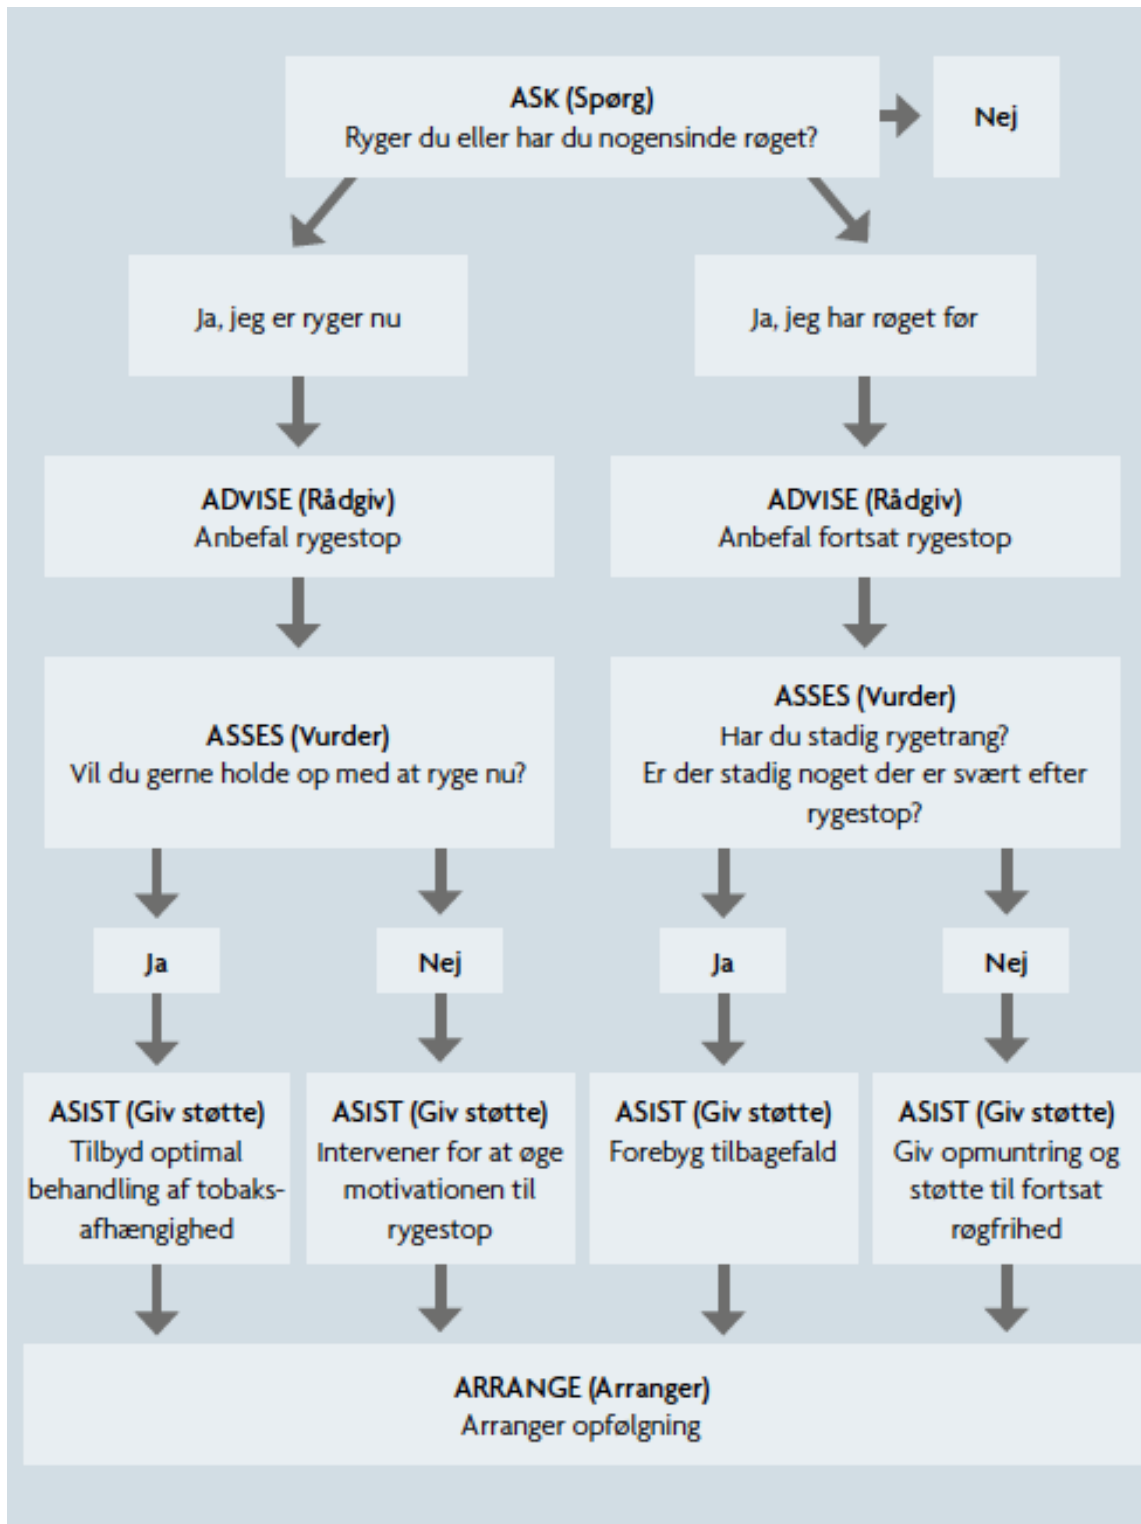 ASK (Spørg)
Ryger du eller har du nogensinde røget?
Nej
Ja, jeg er ryger nu
Ja, jeg har røget før
ADVISE (Rådgiv)
Anbefal rygestop
ADVISE (Rådgiv)
Anbefal fortsat rygestop
ASSES (Vurder)
Vil du gerne holde op med at ryge nu?
ASSES (Vurder)
Har du stadig rygetrang?
Er der stadig noget der er svært efter
rygestop?
Ja
Nej
Ja
Nej
ASIST (Giv støtte)
Tilbyd optimal
behandling af tobaks-
afhængighed
ASIST (Giv støtte)
Intervener for at øge
motivationen til
rygestop
ASIST (Giv støtte)
Forebyg tilbagefald
ASIST (Giv støtte)
Giv opmuntring og
støtte til fortsat
røgfrihed
ARRANGE (Arranger)
Arranger opfølgning